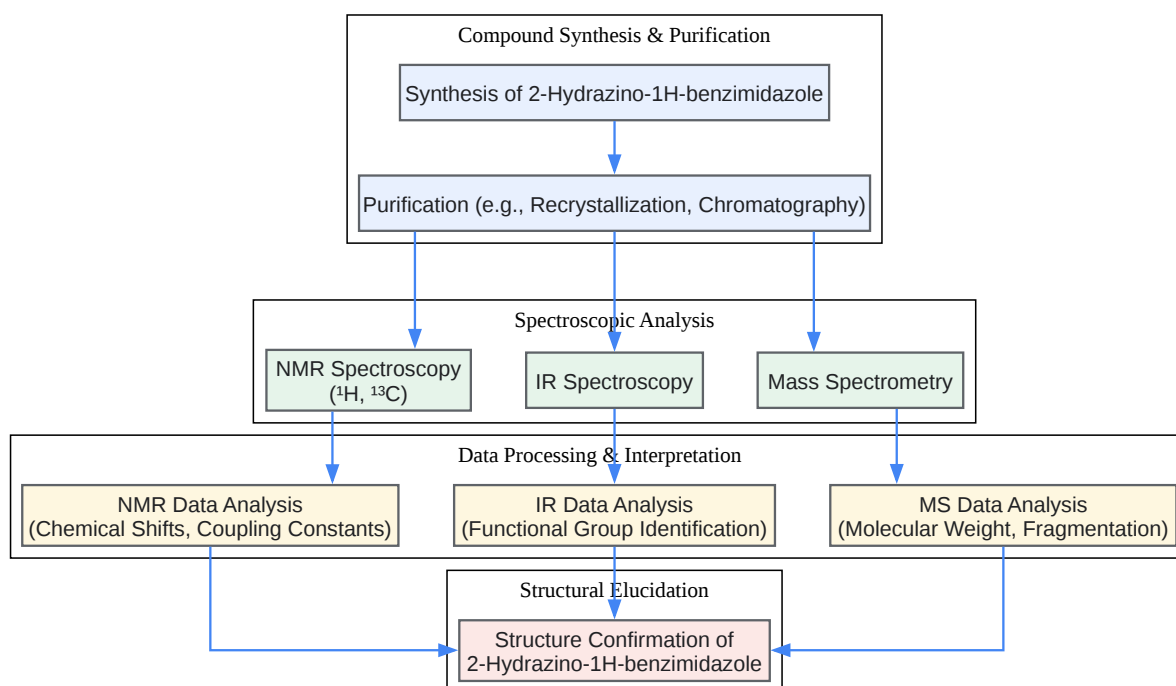 Compound Synthesis & Purification
Synthesis of 2-Hydrazino-1H-benzimidazole
Purification (e.g., Recrystallization, Chromatography)
Spectroscopic Analysis
NMR Spectroscopy
(¹H, ¹³C)
IR Spectroscopy
Mass Spectrometry
Data Processing & Interpretation
NMR Data Analysis
(Chemical Shifts, Coupling Constants)
IR Data Analysis
(Functional Group Identification)
MS Data Analysis
(Molecular Weight, Fragmentation)
Structural Elucidation
Structure Confirmation of
2-Hydrazino-1H-benzimidazole